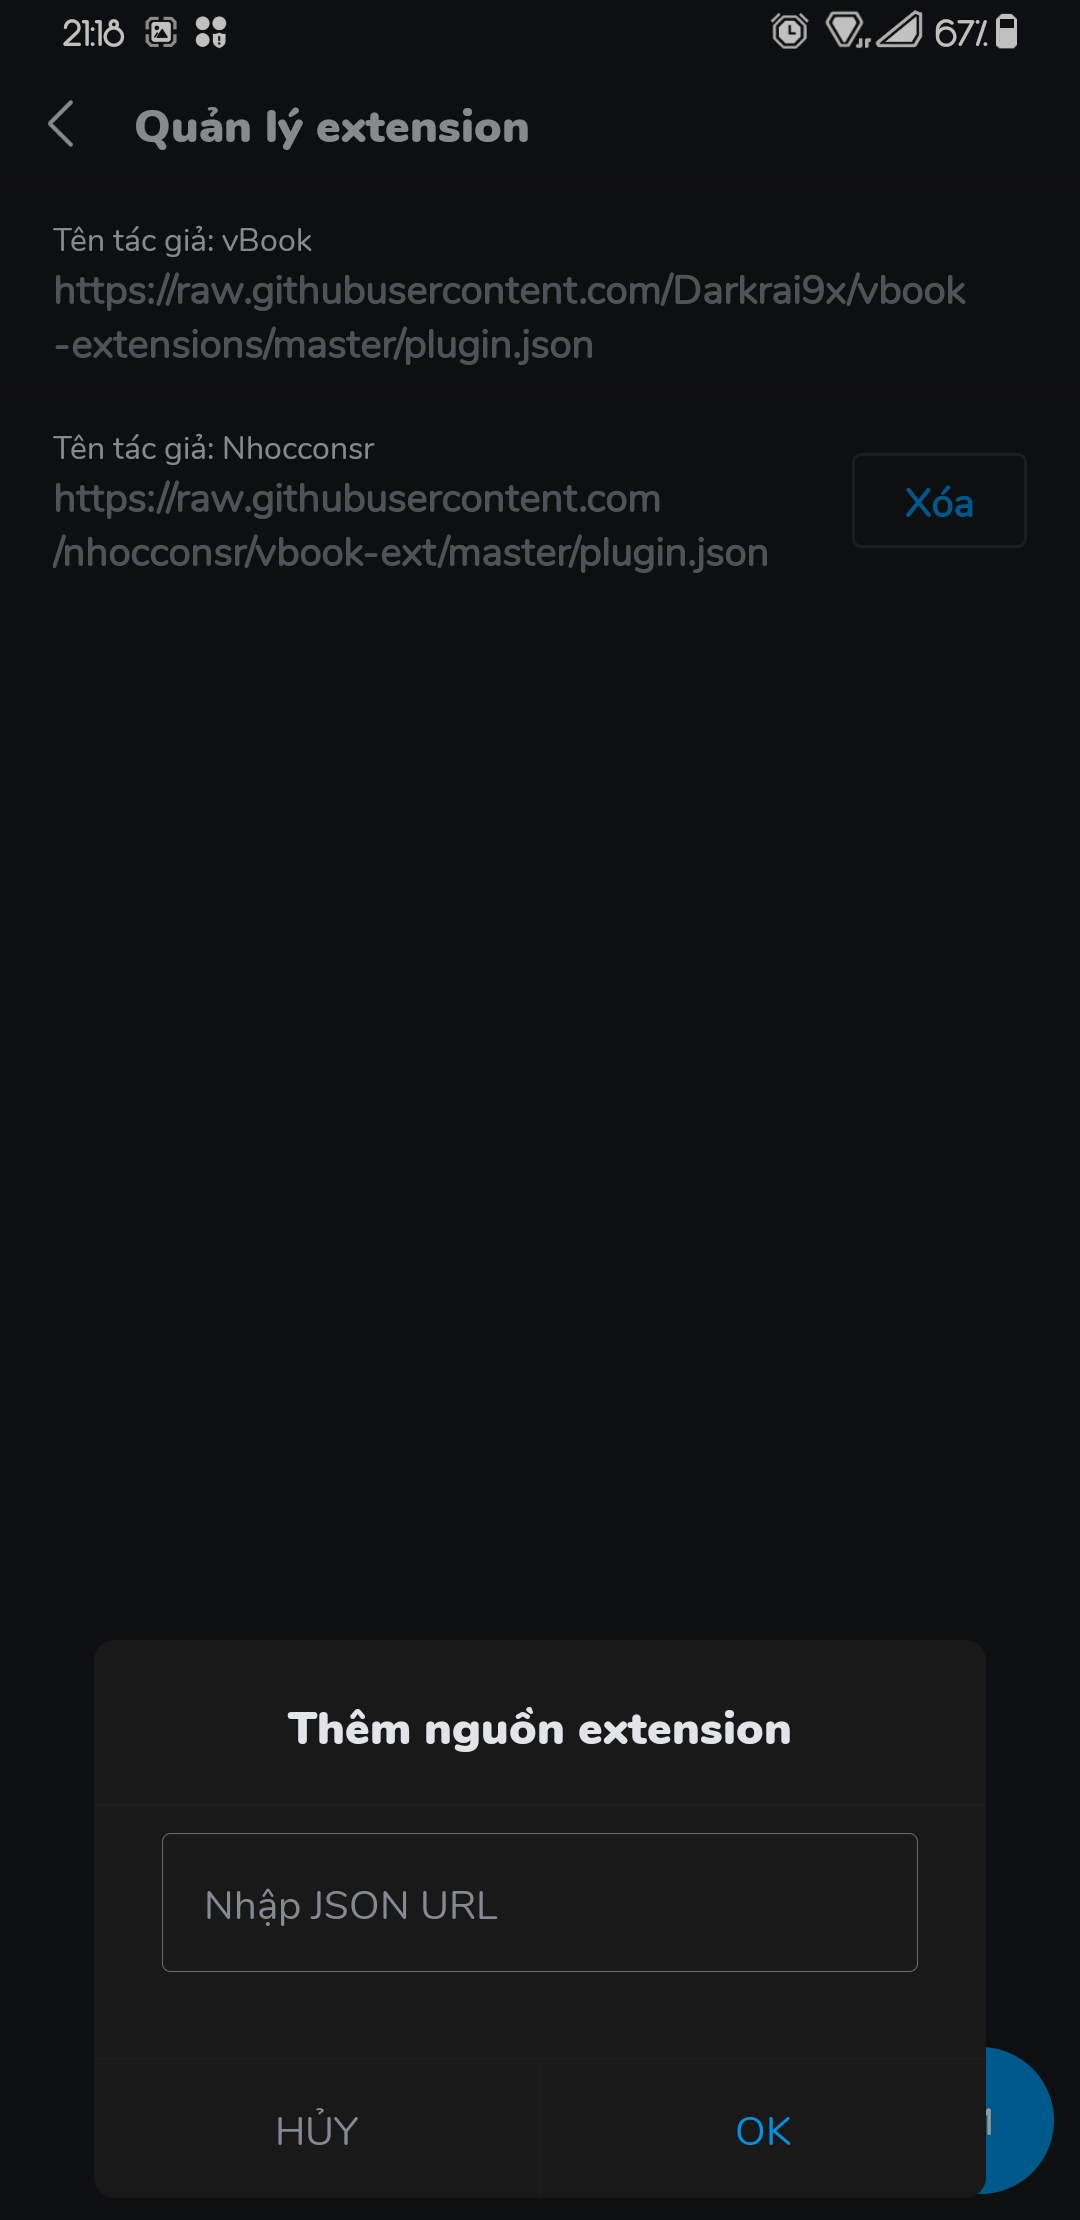 21:18
67%
Quản lý extension
Tên tác giả: vBook
https://raw.githubusercontent.com/Darkrai9x/vbook
-extensions/master/plugin.json
Tên tác giả: Nhocconsr
https://raw.githubusercontent.com
/nhocconsr/vbook-ext/master/plugin.json
Xóa
Thêm nguồn extension
Nhập JSON URL
HỦY
OK